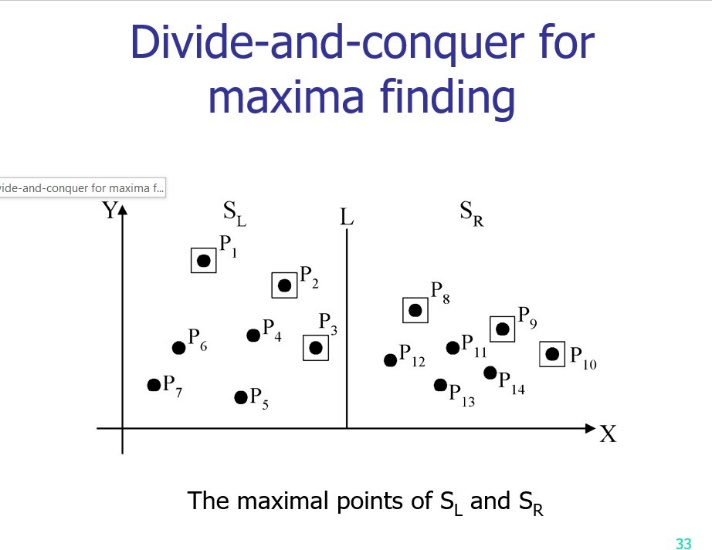 Divide-and-conquer for
maxima finding
vide-and-conquer for maxima f...
Y
S_L
L
S_R
P_1
P_2
P_8
P_3
P_9
P_6
P_4
P_12
P_11
P_10
P_7
P_5
P_13
P_14
X
The maximal points of S_L and S_R
33